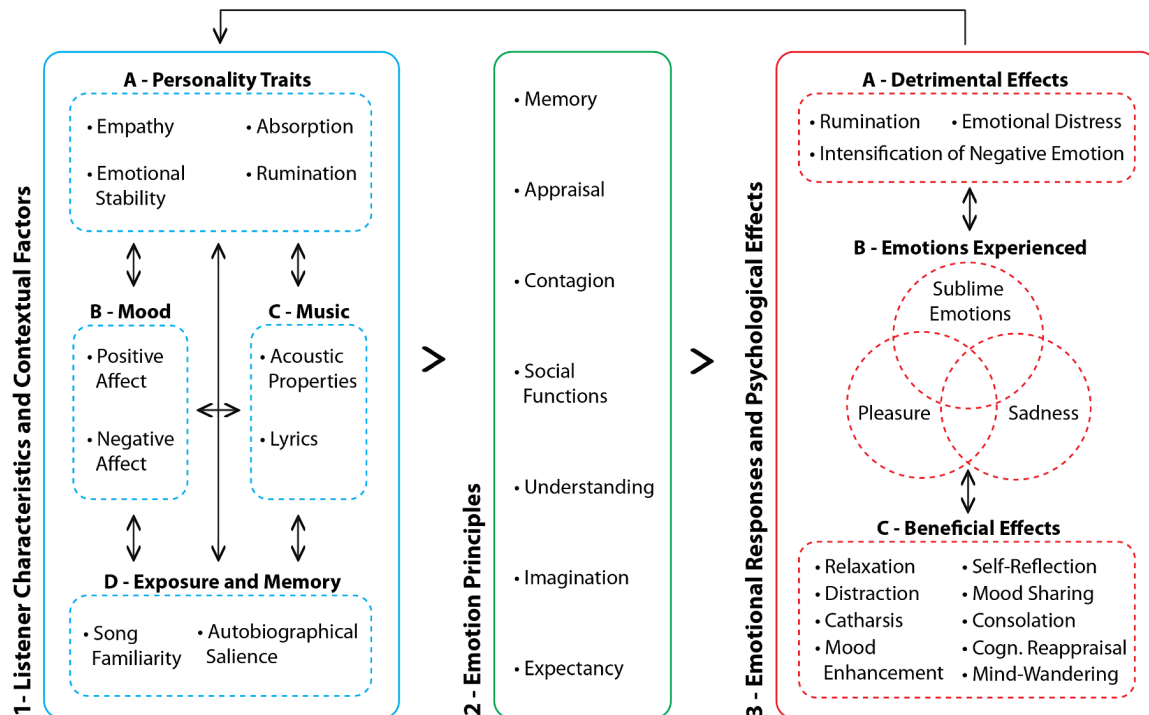 1- Listener Characteristics and Contextual Factors
A - Personality Traits
• Empathy
• Absorption
• Emotional
Stability
• Rumination
B - Mood
• Positive
Affect
• Negative
Affect
C - Music
• Acoustic
Properties
• Lyrics
D - Exposure and Memory
• Song
Familiarity
• Autobiographical
Salience
>
2 - Emotion Principles
• Memory
• Appraisal
• Contagion
• Social
Functions
• Understanding
• Imagination
• Expectancy
>
3 - Emotional Responses and Psychological Effects
A - Detrimental Effects
• Rumination
• Emotional Distress
• Intensification of Negative Emotion
B - Emotions Experienced
Sublime
Emotions
Pleasure
Sadness
C - Beneficial Effects
• Relaxation
• Distraction
• Catharsis
• Mood
Enhancement
• Self-Reflection
• Mood Sharing
• Consolation
• Cogn. Reappraisal
• Mind-Wandering